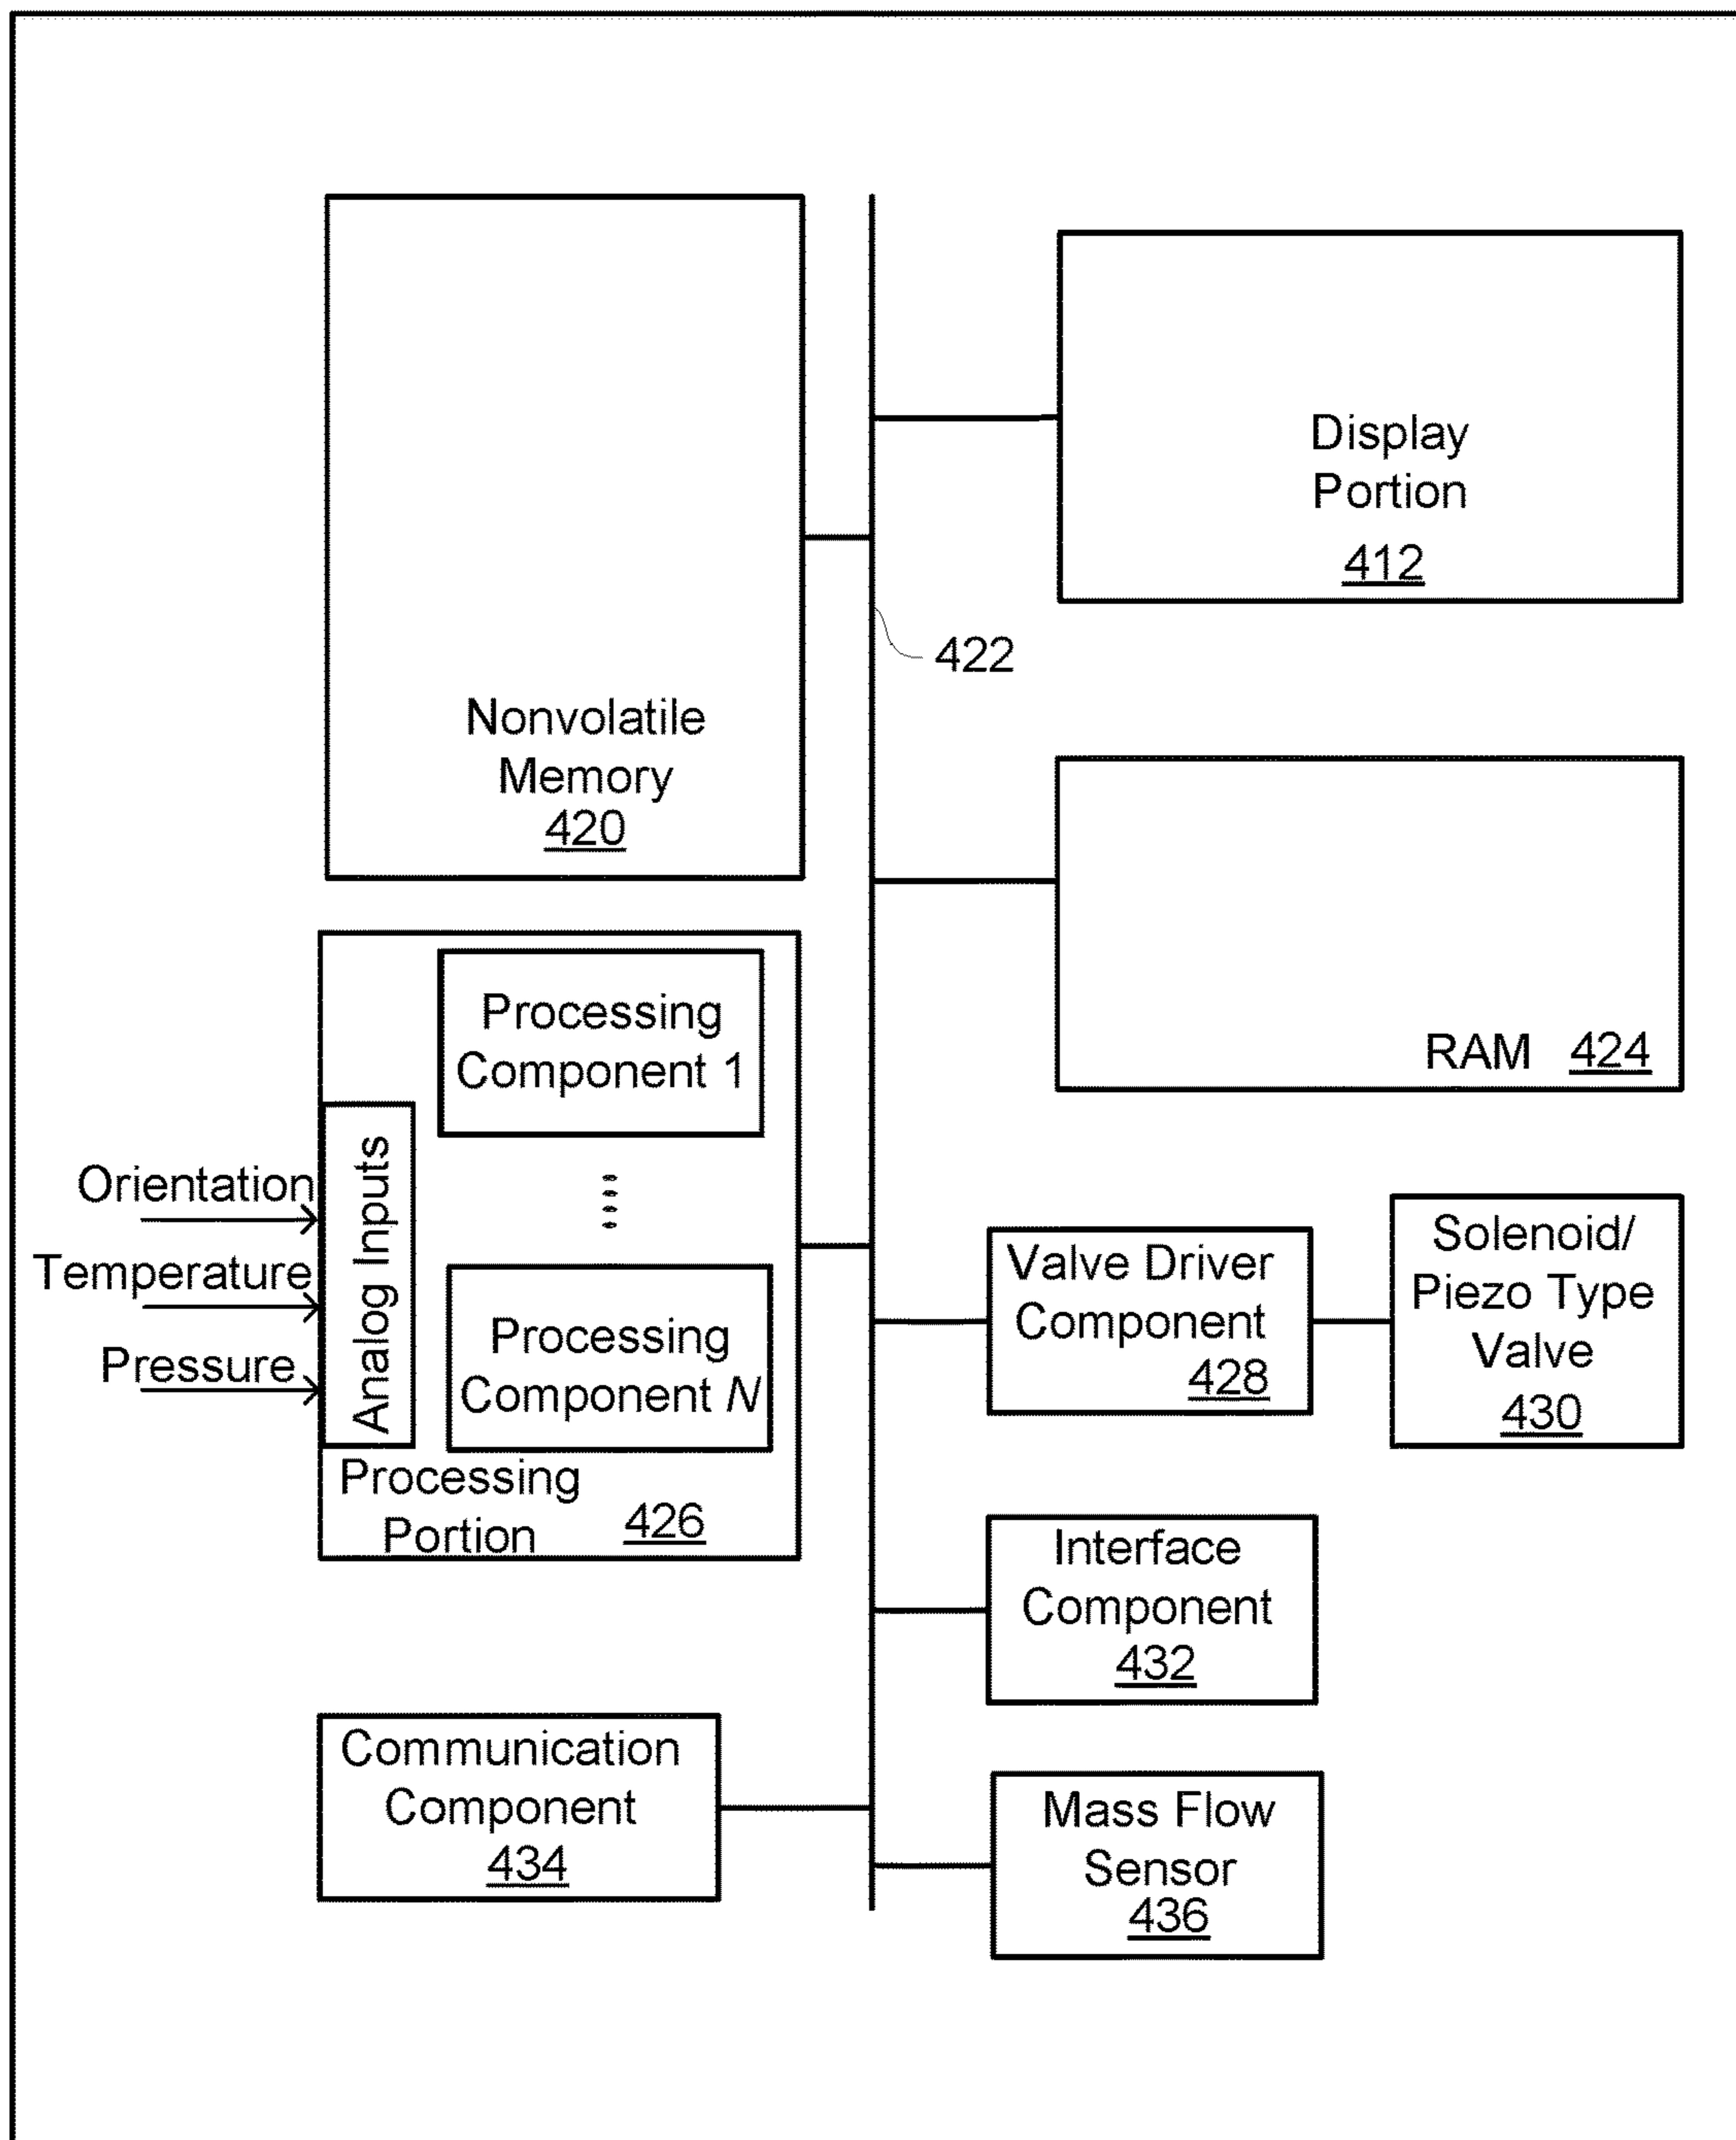 Display
Portion
412
422
Nonvolatile
Memory
420
RAM 424
Processing
Component 1
Analog Inputs
Orientation
Temperature
Pressure
Processing
Component N
Processing
Portion 426
Valve Driver
Component
428
Solenoid/
Piezo Type
Valve
430
Interface
Component
432
Communication
Component
434
Mass Flow
Sensor
436